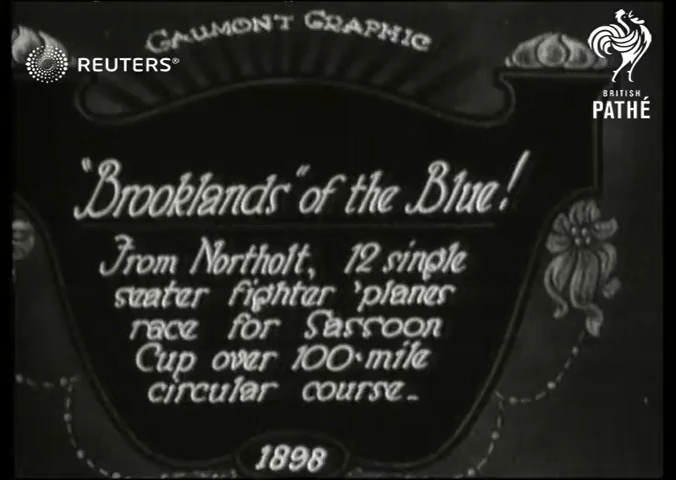 GAUMONT GRAPHIC
REUTERS®
BRITISH
PATHÉ
"Brooklands" of the Blue!
From Northolt, 12 single
seater fighter 'planes
race for Sassoon
Cup over 100-mile
circular course..
1898